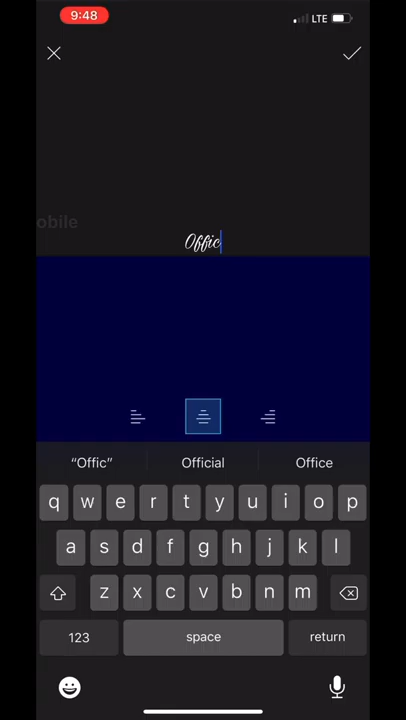 9:48
LTE
obile
Offic
“Offic” Official Office
q w e r t y u i o p
a s d f g h j k l
z x c v b n m
123 space return